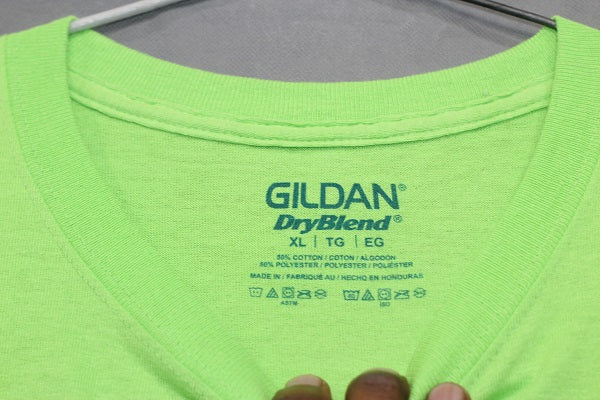 GILDAN®
DryBlend®
XL | TG | EG
50% COTTON / COTON / ALGODÓN
50% POLYESTER / POLYESTER / POLIÉSTER
MADE IN / FABRIQUÉ AU / HECHO EN HONDURAS
ASTM ISO